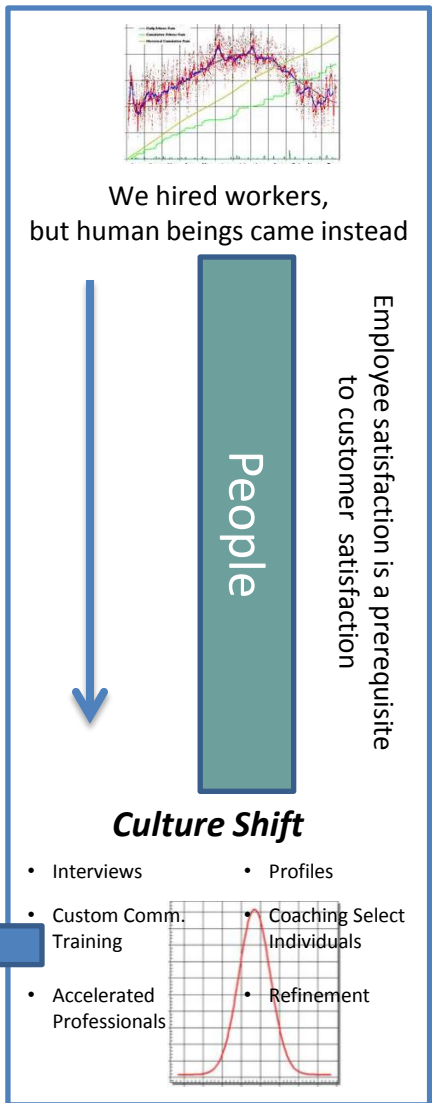 We hired workers,
but human beings came instead
People
Employee satisfaction is a prerequisite
to customer satisfaction
Culture Shift
• Interviews
• Custom Comm.
Training
• Accelerated
Professionals
• Profiles
• Coaching Select
Individuals
• Refinement